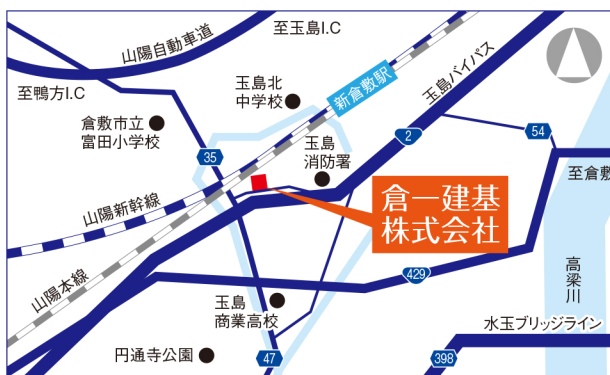 山陽自動車道
至玉島I.C
至鴨方I.C
玉島北
中学校
新倉敷駅
玉島バイパス
倉敷市立
富田小学校
35
玉島
消防署
2
54
至倉敷
山陽新幹線
倉一建基
株式会社
山陽本線
429
高梁川
玉島
商業高校
水玉ブリッジライン
円通寺公園
47
398